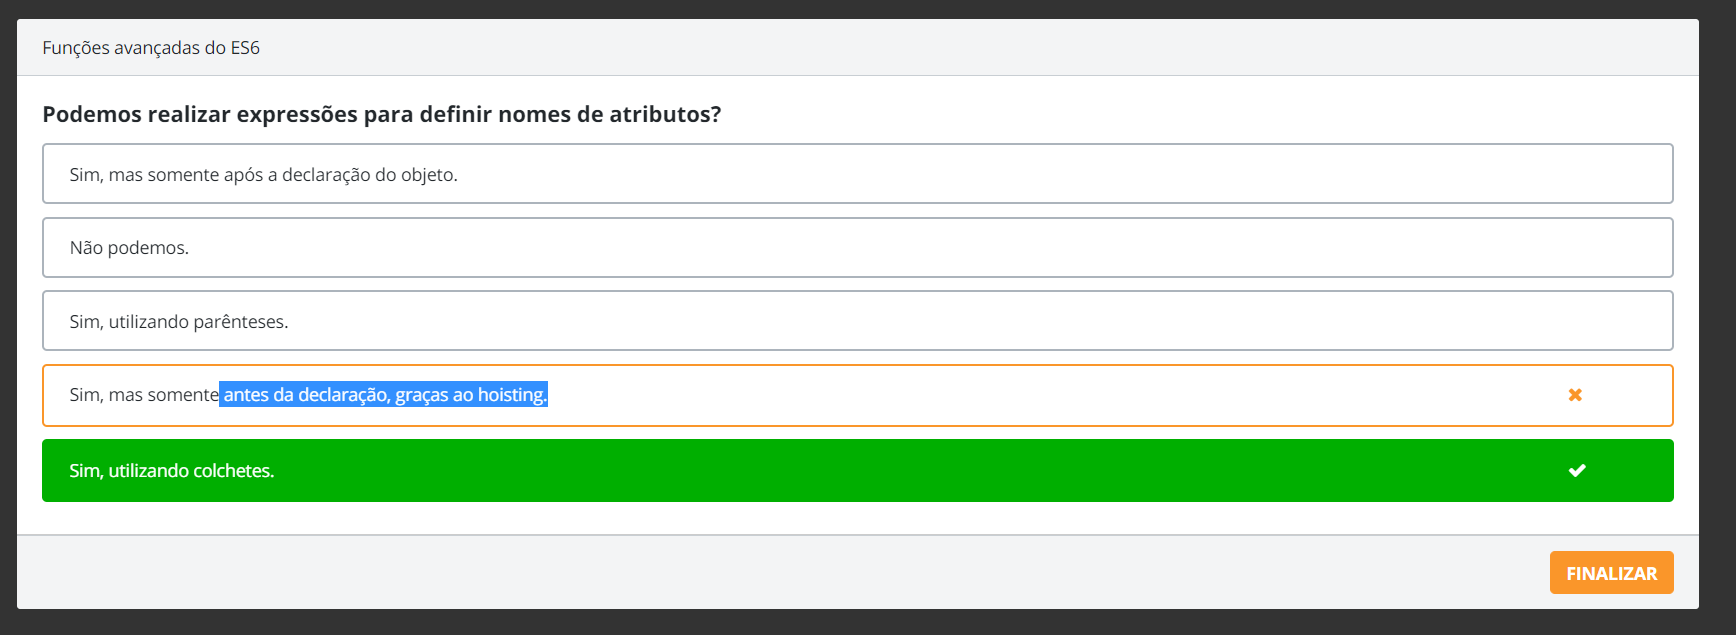 Funções avançadas do ES6
Podemos realizar expressões para definir nomes de atributos?
Sim, mas somente após a declaração do objeto.
Não podemos.
Sim, utilizando parênteses.
Sim, mas somente antes da declaração, graças ao hoisting.
Sim, utilizando colchetes.
FINALIZAR